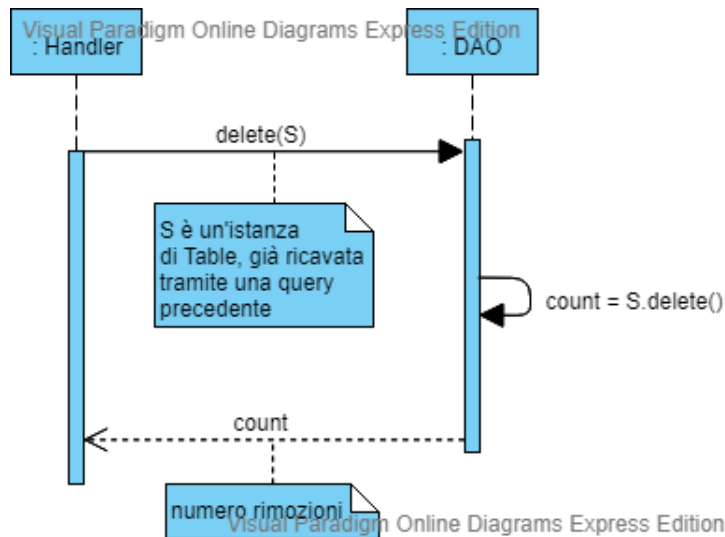 Visual Paradigm Online Diagrams Express Edition
: Handler
: DAO
delete(S)
S è un'istanza
di Table, già ricavata
tramite una query
precedente
count = S.delete()
count
numero rimozioni
Visual Paradigm Online Diagrams Express Edition